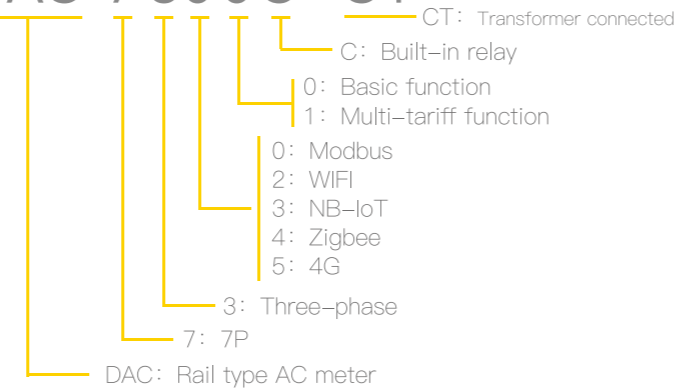 CT: Transformer connected
C: Built-in relay
0: Basic function
1: Multi-tariff function
0: Modbus
2: WIFI
3: NB-IoT
4: Zigbee
5: 4G
3: Three-phase
7: 7P
DAC: Rail type AC meter